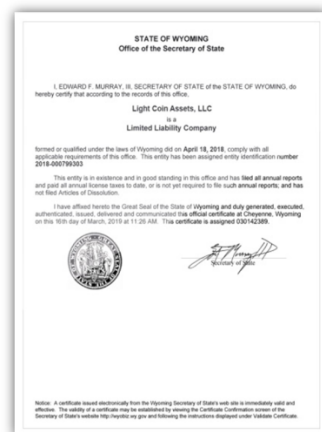 STATE OF WYOMING
Office of the Secretary of State
I, EDWARD F. MURRAY, III, SECRETARY OF STATE of the STATE OF WYOMING, do
hereby certify that according to the records of this office,
Light Coin Assets, LLC
is a
Limited Liability Company
formed or qualified under the laws of Wyoming did on April 18, 2018, comply with all
applicable requirements of this office. This entity has been assigned entity identification number
2018-000799303
This entity is in existence and in good standing in this office and has filed all annual reports
and paid all annual license taxes to date, or is not yet required to file such annual reports; and has
not filed Articles of Dissolution.
I have affixed hereto the Great Seal of the State of Wyoming and duly generated, executed,
authenticated, issued, delivered and communicated this official certificate at Cheyenne, Wyoming
on this 16th day of March, 2019 at 11:26 AM. This certificate is assigned 030142389.
Secretary of State
Notice: A certificate issued electronically from the Wyoming Secretary of State's web site is immediately valid and
effective. The validity of a certificate may be established by viewing the Certificate Confirmation screen of the
Secretary of State's website http://wyobiz.wy.gov and following the instructions displayed under Validate Certificate.